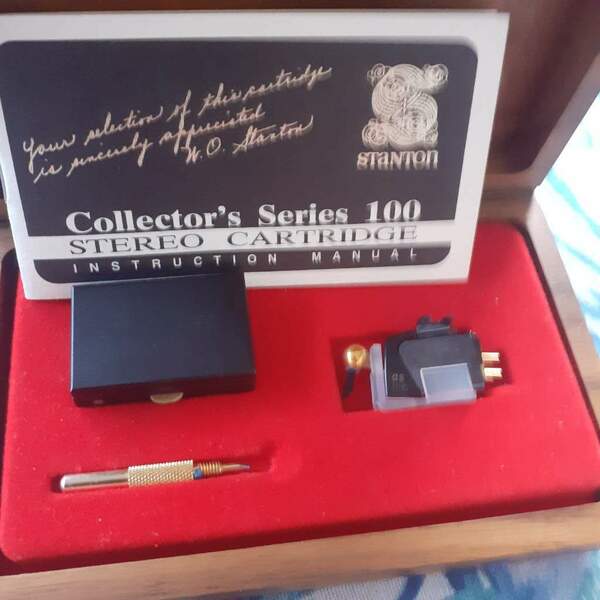 Your selection of this cartridge
is sincerely appreciated
W. O. Stanton
STANTON
Collector's Series 100
STEREO CARTRIDGE
INSTRUCTION MANUAL